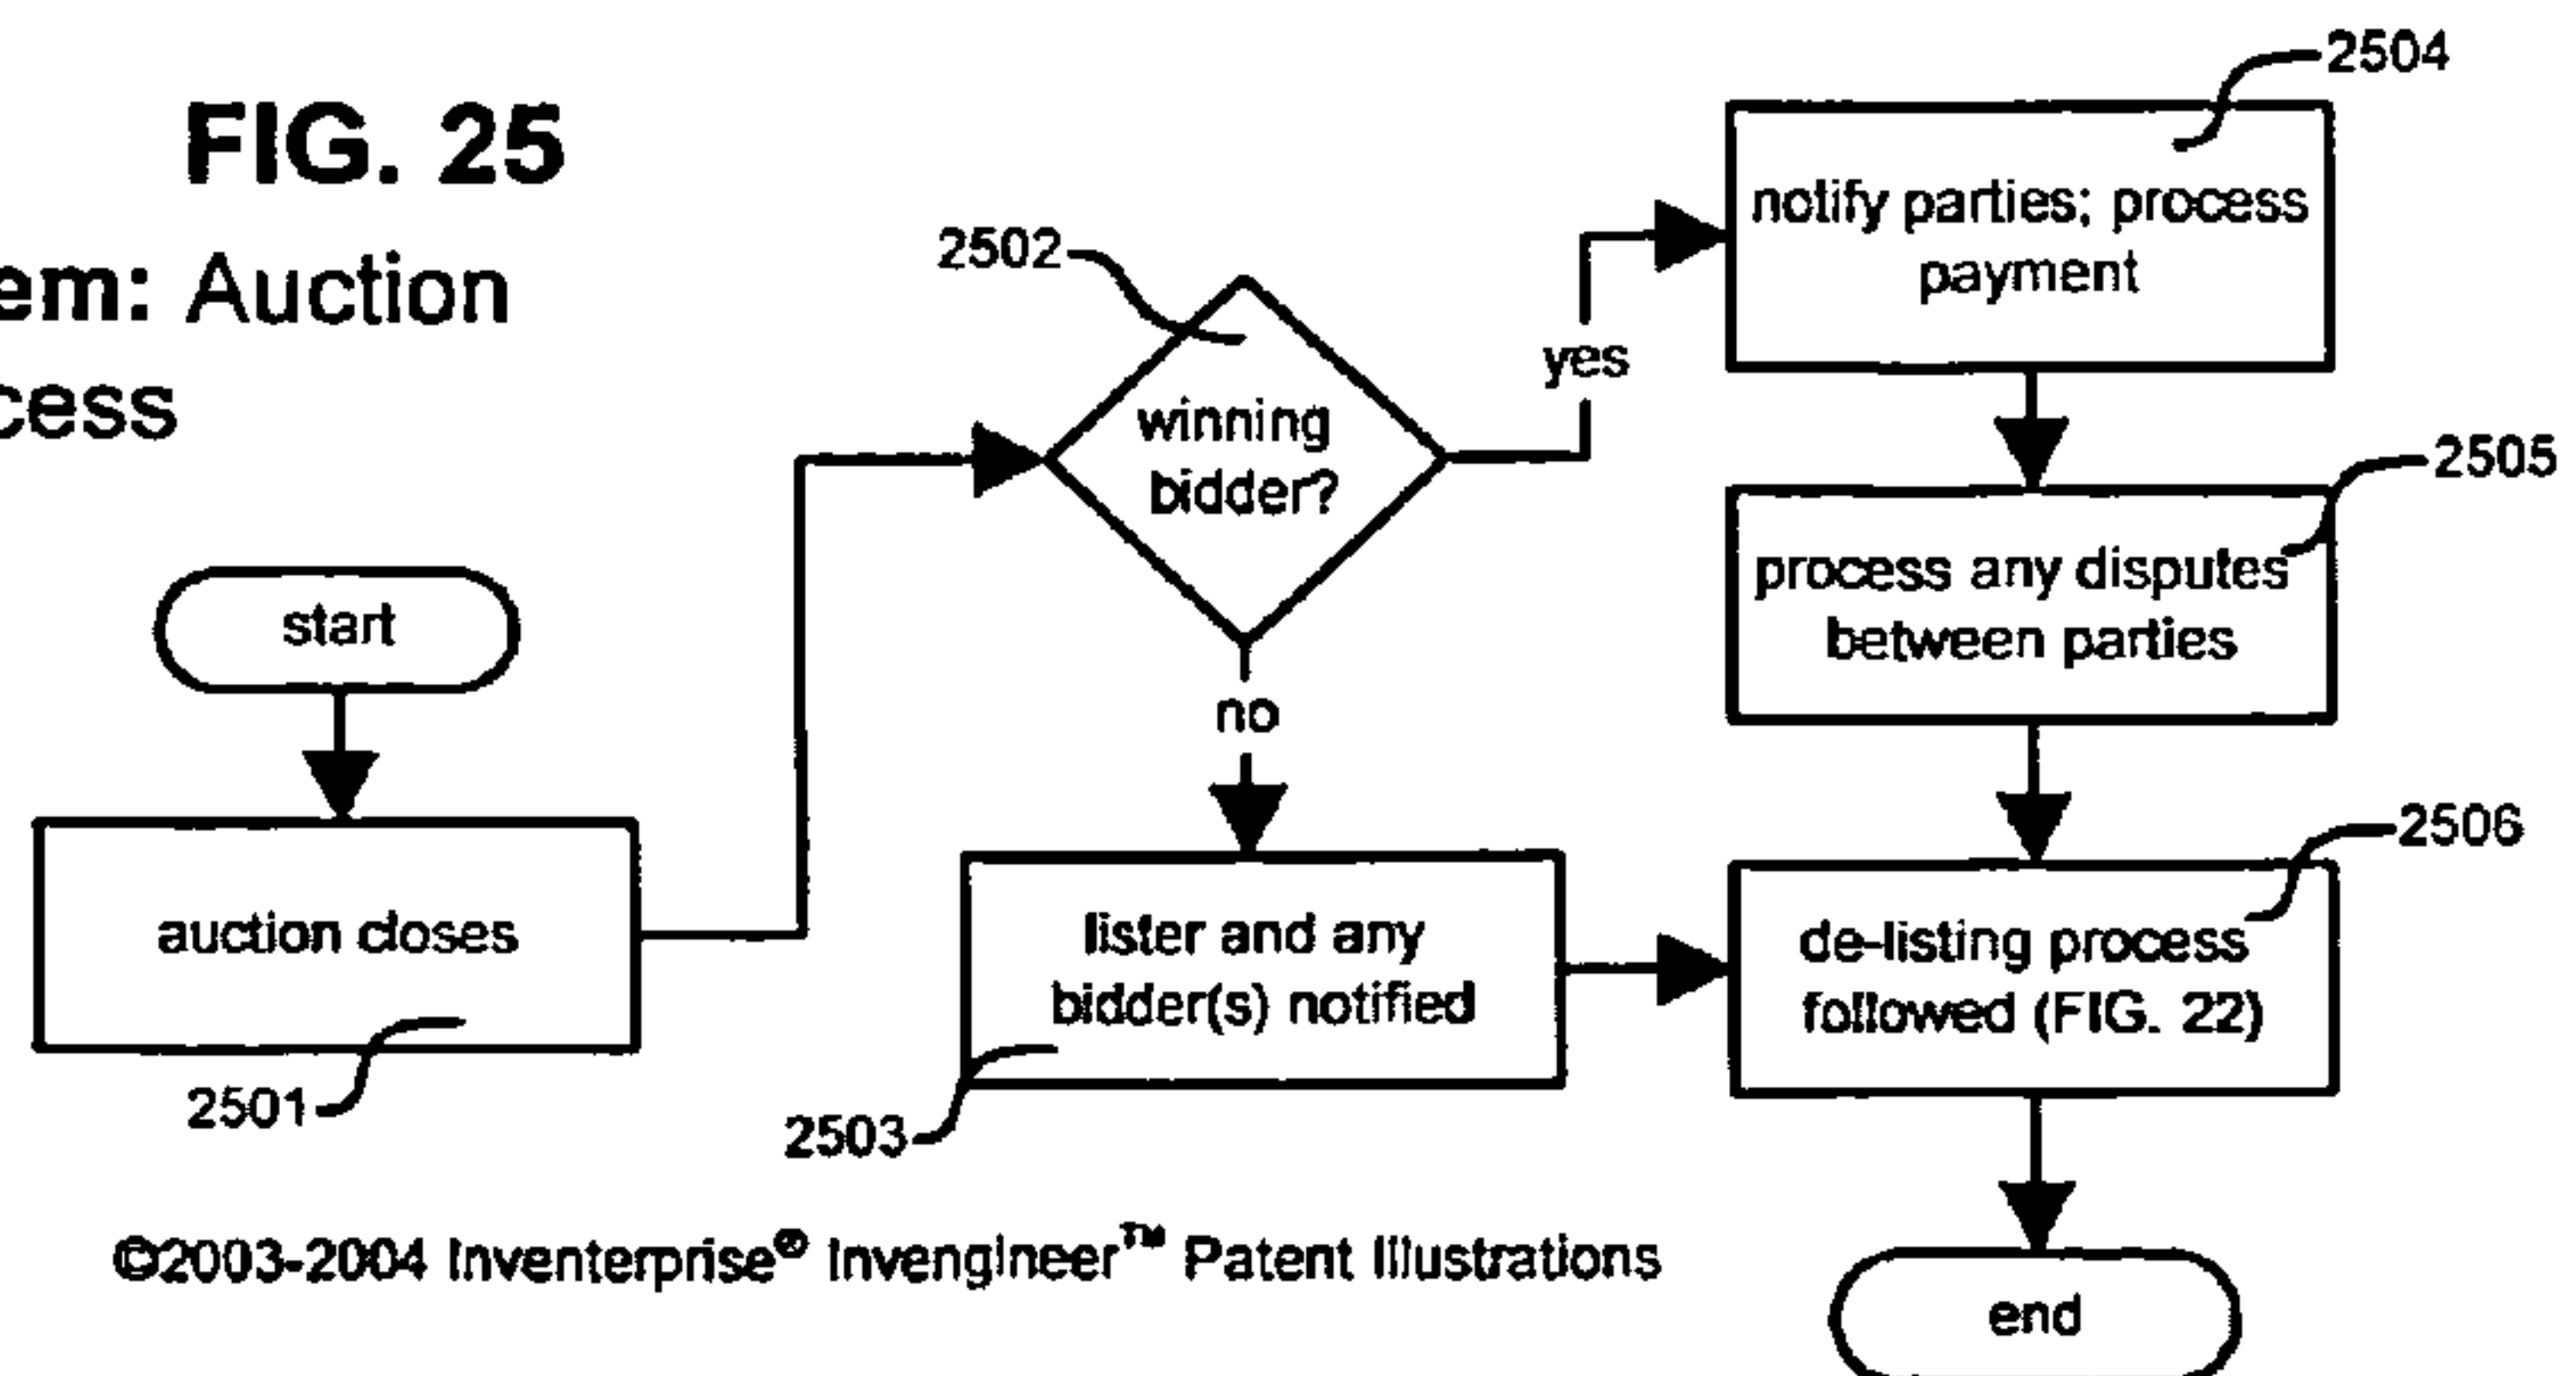 FIG. 25
em: Auction
cess
start
auction closes
2501
2502
winning
bidder?
yes
no
lister and any
bidder(s) notified
2503
2504
notify parties; process
payment
2505
process any disputes
between parties
2506
de-listing process
followed (FIG. 22)
end
©2003-2004 Inventerprise® InvengIneer™ Patent Illustrations